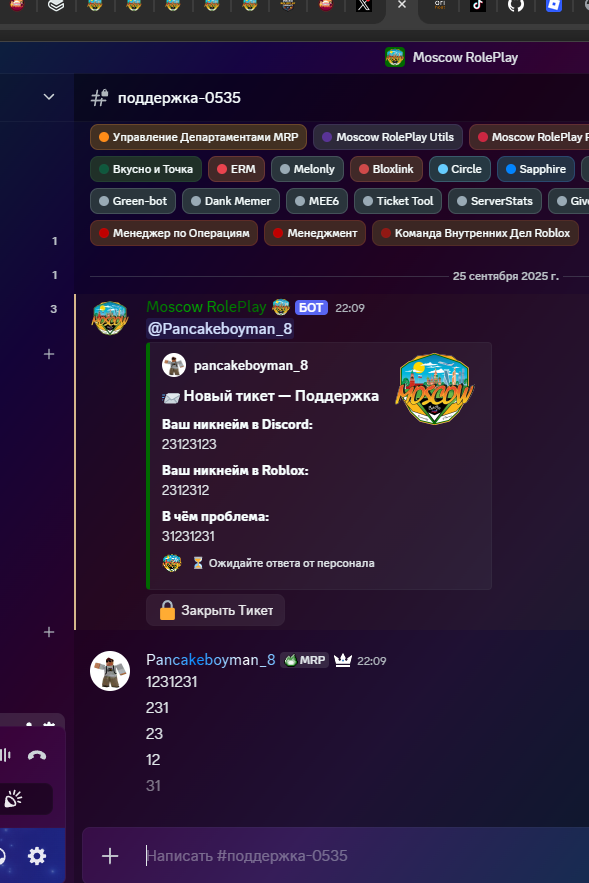 Moscow RolePlay
поддержка-0535
Управление Департаментами MRP
Moscow RolePlay Utils
Moscow RolePlay
Вкусно и Точка
ERM
Melonly
Bloxlink
Circle
Sapphire
Green-bot
Dank Memer
MEE6
Ticket Tool
ServerStats
Менеджер по Операциям
Менеджмент
Команда Внутренних Дел Roblox
1
1
3
25 сентября 2025 г.
Moscow RolePlay БОТ 22:09
@Pancakeboyman_8
pancakeboyman_8
Новый тикет — Поддержка
MOSCOW
Ваш никнейм в Discord:
23123123
Ваш никнейм в Roblox:
2312312
В чём проблема:
31231231
Ожидайте ответа от персонала
Закрыть Тикет
Pancakeboyman_8 MRP 22:09
1231231
231
23
12
31
Написать #поддержка-0535